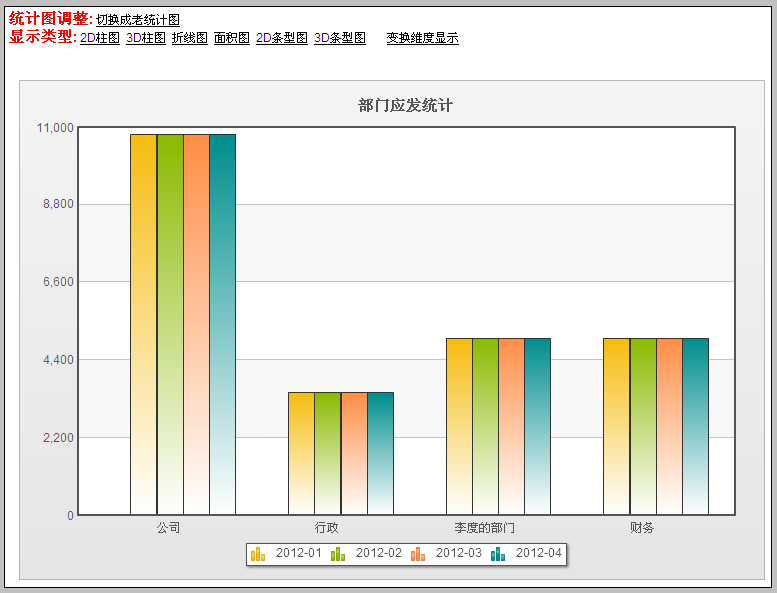 统计图调整: 切换成老统计图
显示类型: 2D柱图 3D柱图 折线图 面积图 2D条型图 3D条型图 变换维度显示
部门应发统计
11,000
8,800
6,600
4,400
2,200
0
公司 行政 李度的部门 财务
2012-01 2012-02 2012-03 2012-04